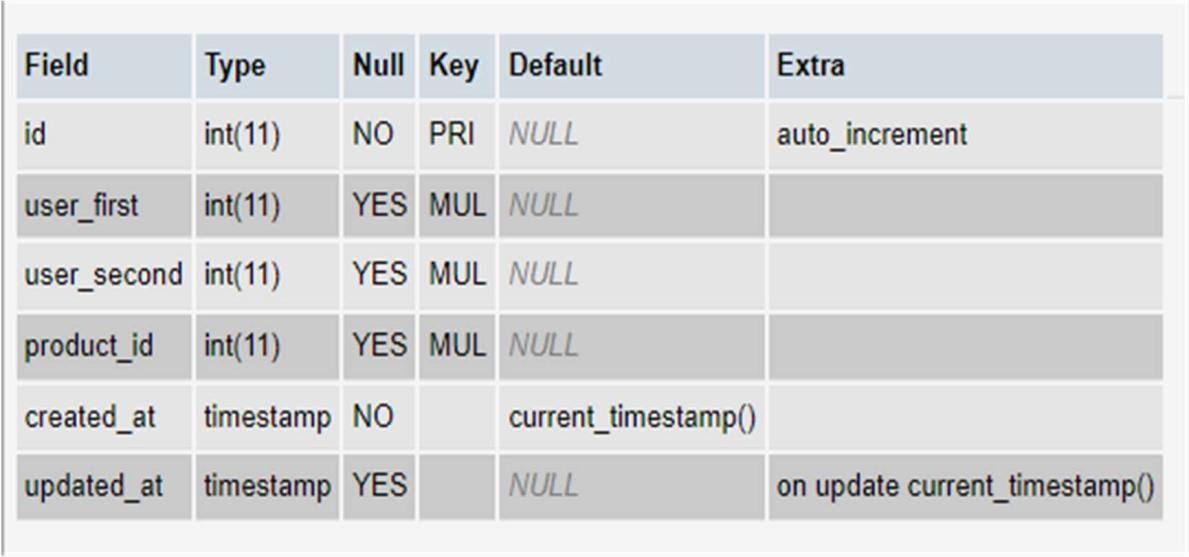 Field Type Null Key Default Extra
id int(11) NO PRI NULL auto_increment
user_first int(11) YES MUL NULL
user_second int(11) YES MUL NULL
product_id int(11) YES MUL NULL
created_at timestamp NO current_timestamp()
updated_at timestamp YES NULL on update current_timestamp()